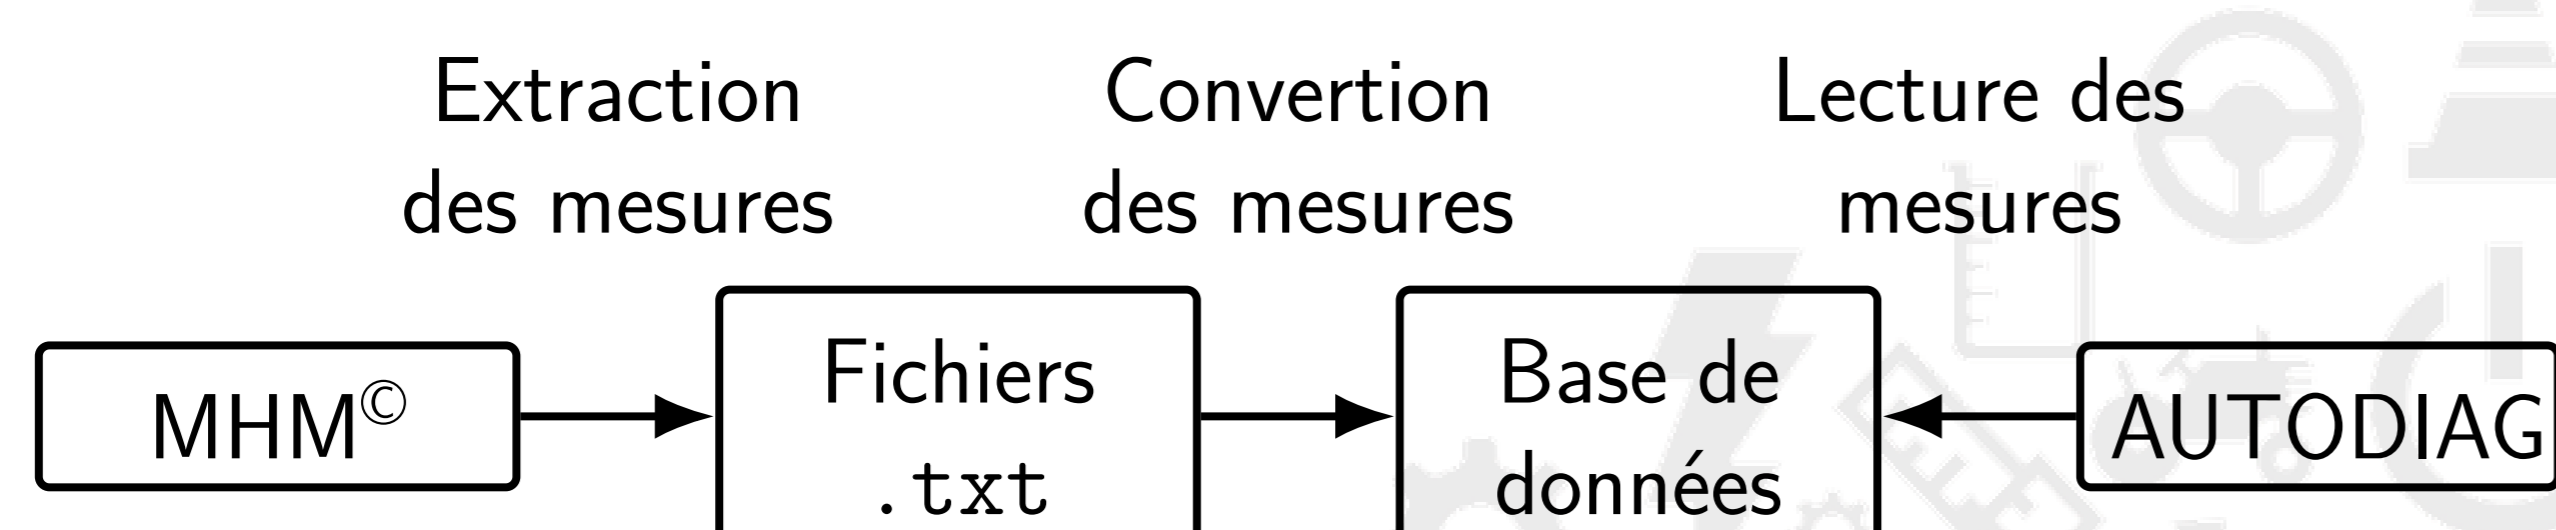 Extraction
des mesures
Convertion
des mesures
Lecture des
mesures
MHM©
Fichiers
.txt
Base de
données
AUTODIAG